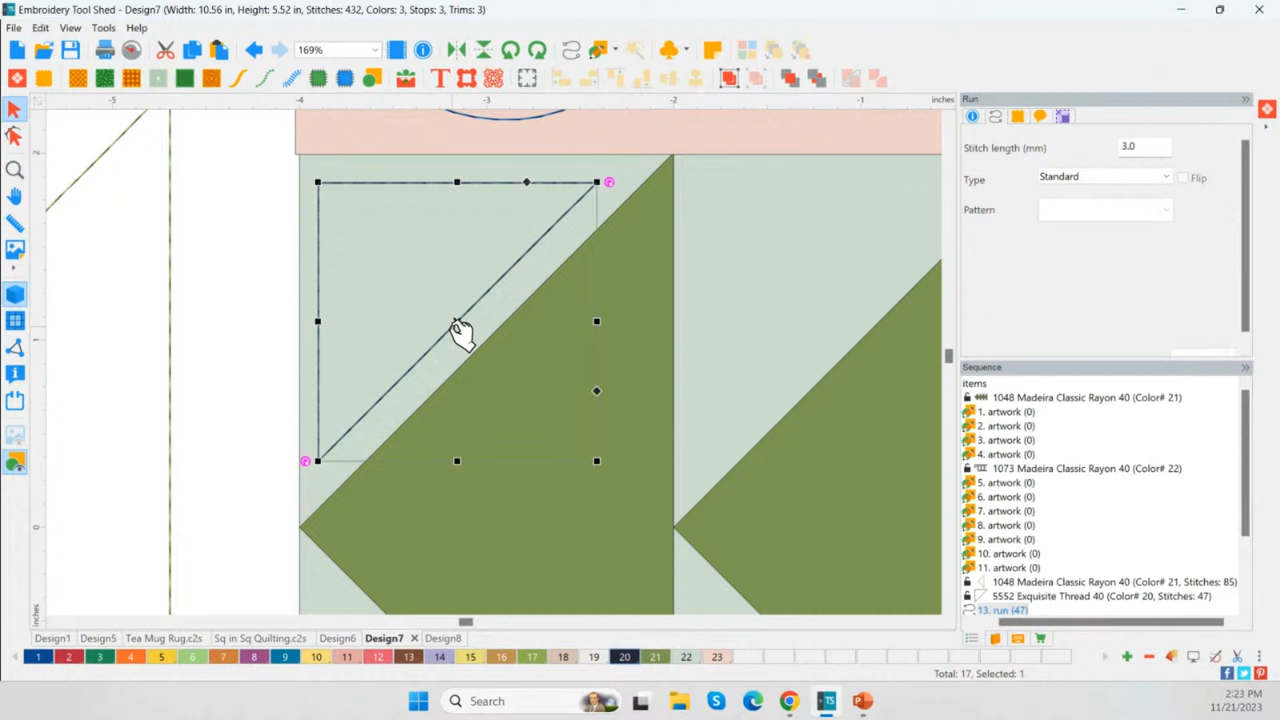 Embroidery Tool Shed - Design7 (Width: 10.56 in, Height: 5.52 in, Stitches: 432, Colors: 3, Stops: 3, Trims: 3)
File Edit View Tools Help
169%
-5 -4 -3 -2 -1 inches
2
1
0
inches
Run
Stitch length (mm) 3.0
Type Standard Flip
Pattern
Sequence
items
1048 Madeira Classic Rayon 40 (Color# 21)
1. artwork (0)
2. artwork (0)
3. artwork (0)
4. artwork (0)
1073 Madeira Classic Rayon 40 (Color# 22)
5. artwork (0)
6. artwork (0)
7. artwork (0)
8. artwork (0)
9. artwork (0)
10. artwork (0)
11. artwork (0)
1048 Madeira Classic Rayon 40 (Color# 21, Stitches: 85)
5552 Exquisite Thread 40 (Color# 20, Stitches: 47)
13. run (47)
Design1 Design5 Tea Mug Rug.c2s Sq in Sq Quilting.c2s Design6 Design7 Design8
1 2 3 4 5 6 7 8 9 10 11 12 13 14 15 16 17 18 19 20 21 22 23
Total: 17, Selected: 1
Search
2:23 PM
11/21/2023